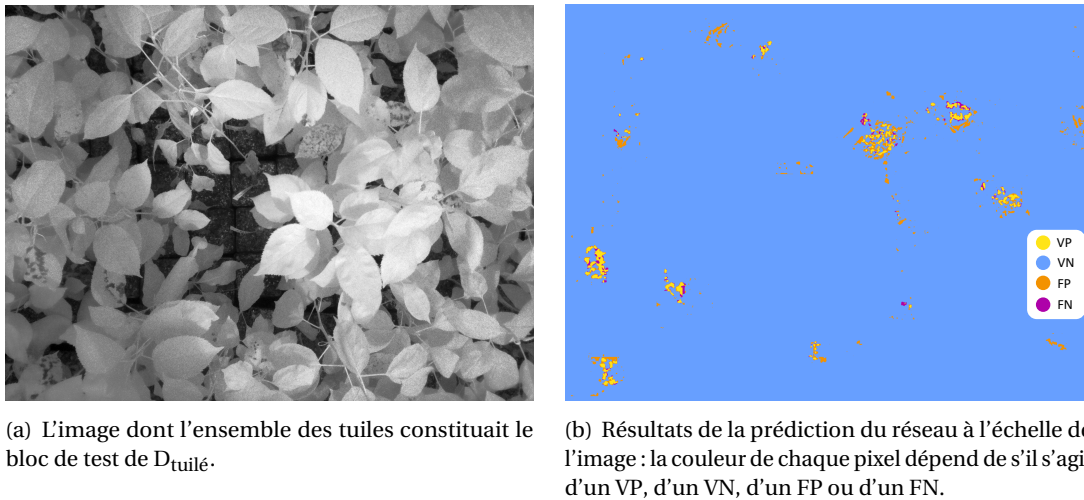 VP
VN
FP
FN
(a) L'image dont l'ensemble des tuiles constituait le
bloc de test de Dtuilé.
(b) Résultats de la prédiction du réseau à l'échelle de
l'image : la couleur de chaque pixel dépend de s'il s'agi
d'un VP, d'un VN, d'un FP ou d'un FN.